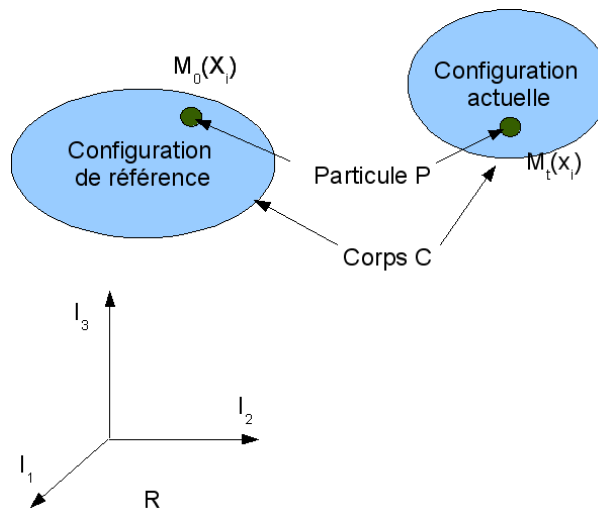 M₀(Xᵢ)
Configuration
de référence
Configuration
actuelle
Particule P
Mₜ(xᵢ)
Corps C
I₃
I₂
I₁
R